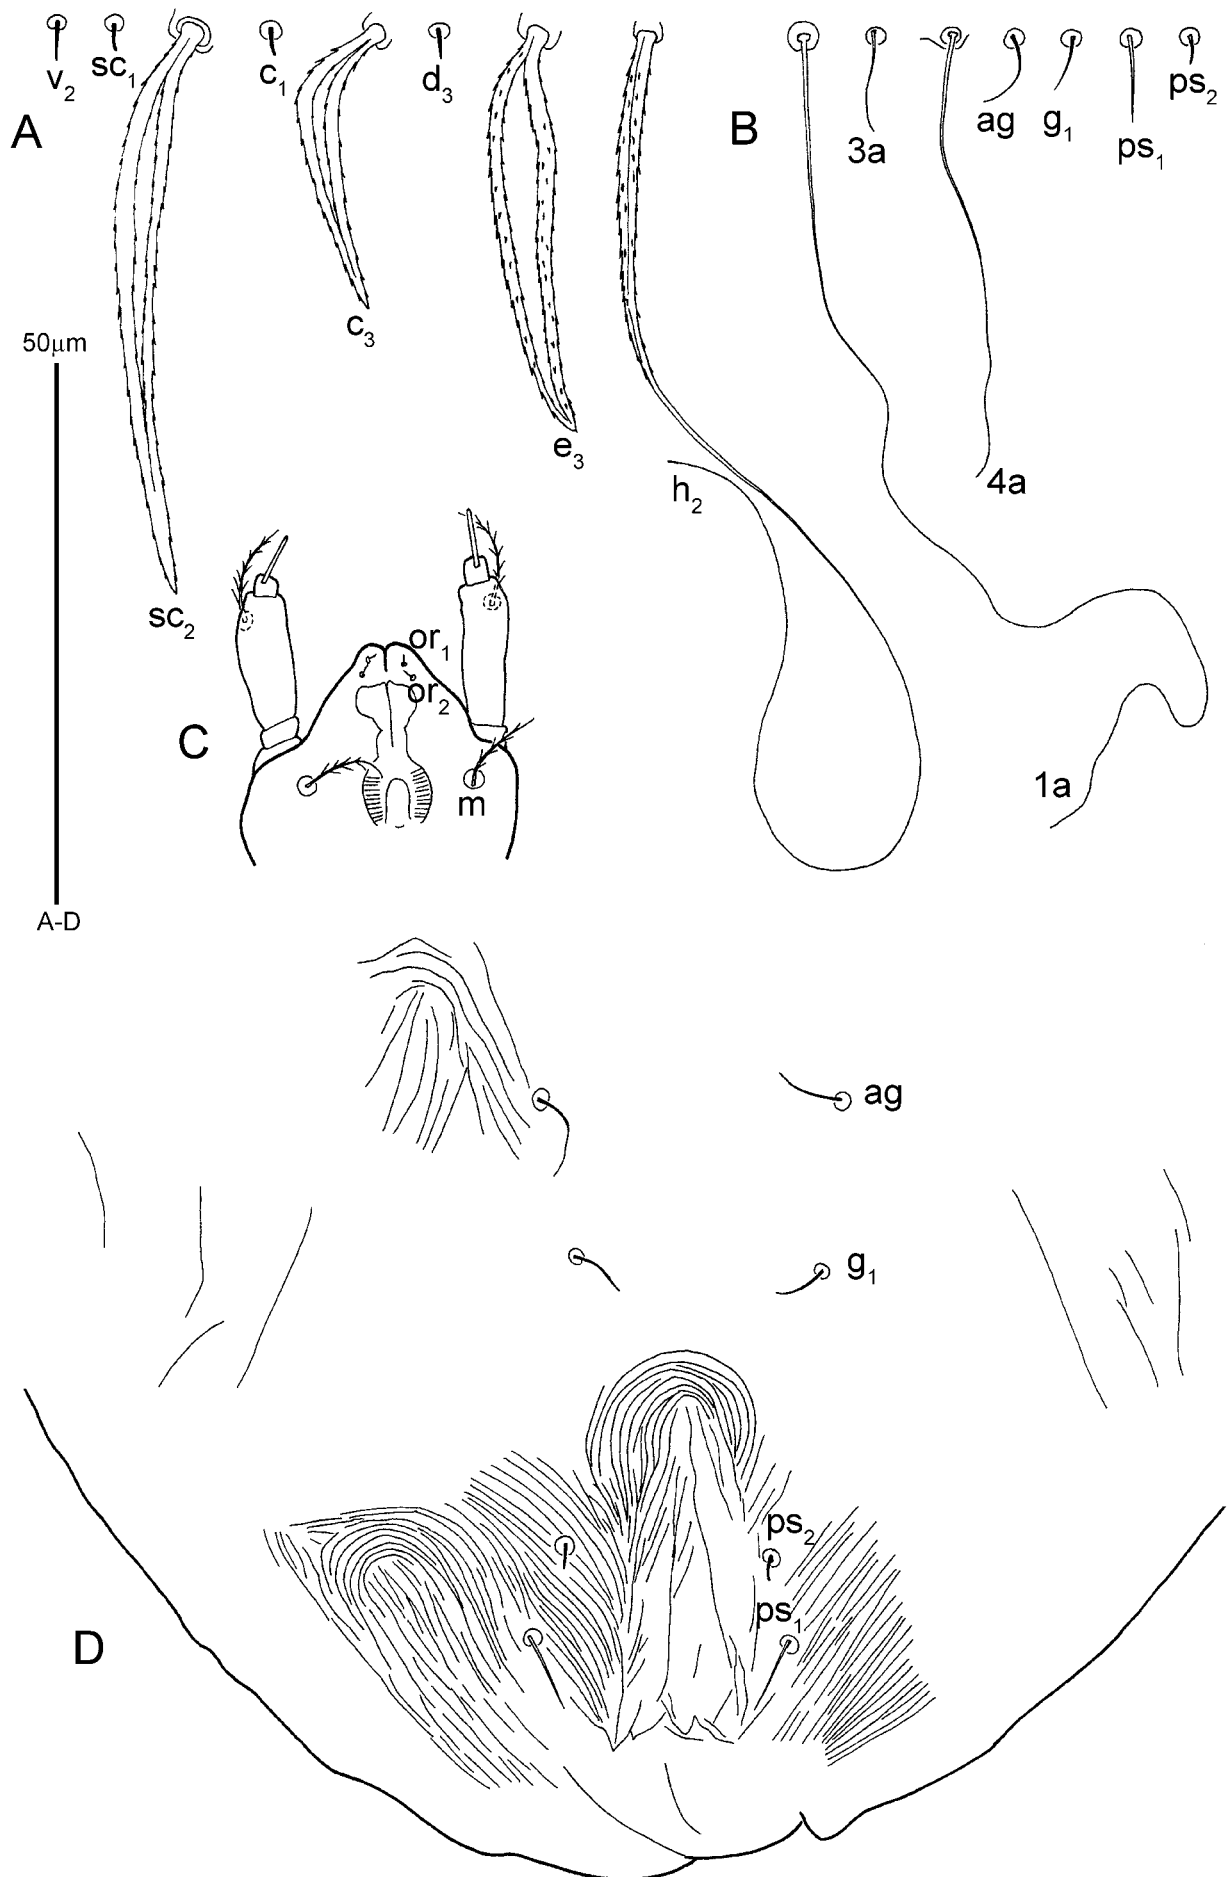 v₂ sc₁ c₁ d₃
A
sc₂ c₃ e₃ h₂
B
3a ag g₁ ps₁ ps₂
4a
1a
50μm
A-D
C
or₁
or₂
m
ag
g₁
ps₂
ps₁
D